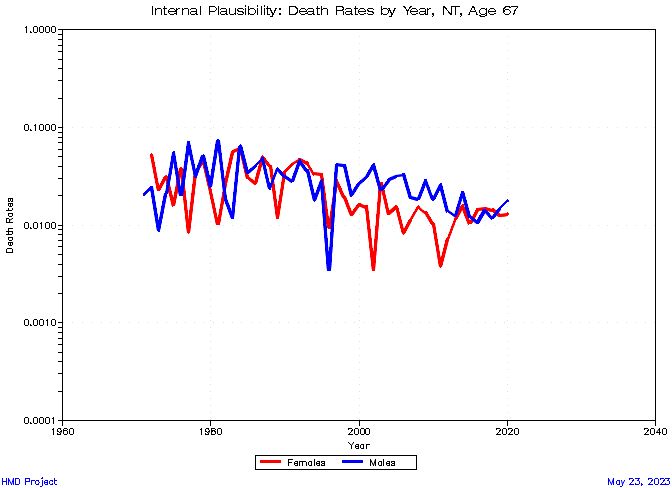 Internal Plausibility: Death Rates by Year, NT, Age 67
1.0000
0.1000
0.0100
0.0010
0.0001
Death Rates
1960 1980 2000 2020 2040
Year
Females Males
HMD Project May 23, 2023